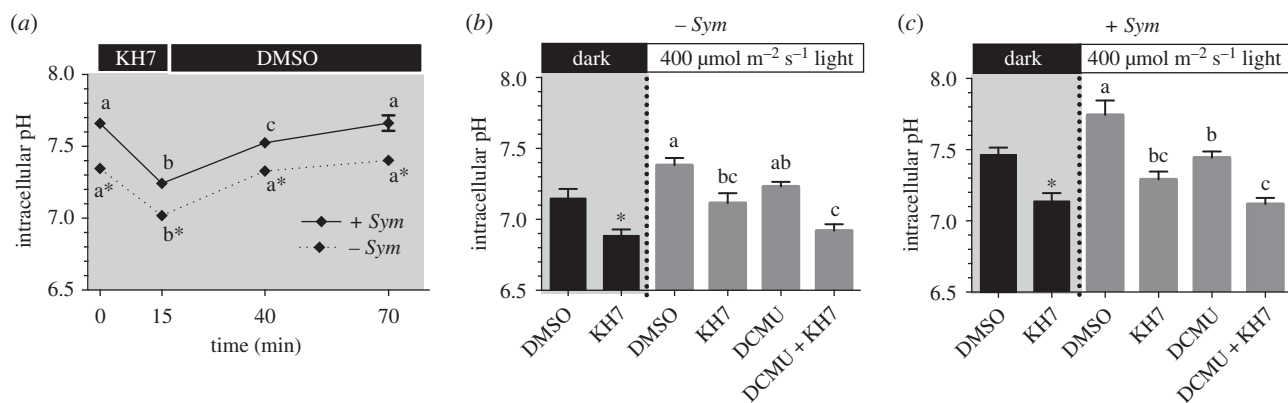 (a)
KH7 DMSO
8.0
7.5
7.0
6.5
intracellular pH
a
b
c
a
a*
b*
a*
a*
+ Sym
– Sym
0 15 40 70
time (min)
(b)
– Sym
dark 400 µmol m⁻² s⁻¹ light
8.0
7.5
7.0
6.5
intracellular pH
*
a
bc
ab
c
DMSO
KH7
DMSO
KH7
DCMU
DCMU + KH7
(c)
+ Sym
dark 400 µmol m⁻² s⁻¹ light
8.0
7.5
7.0
6.5
intracellular pH
*
a
bc
b
c
DMSO
KH7
DMSO
KH7
DCMU
DCMU + KH7